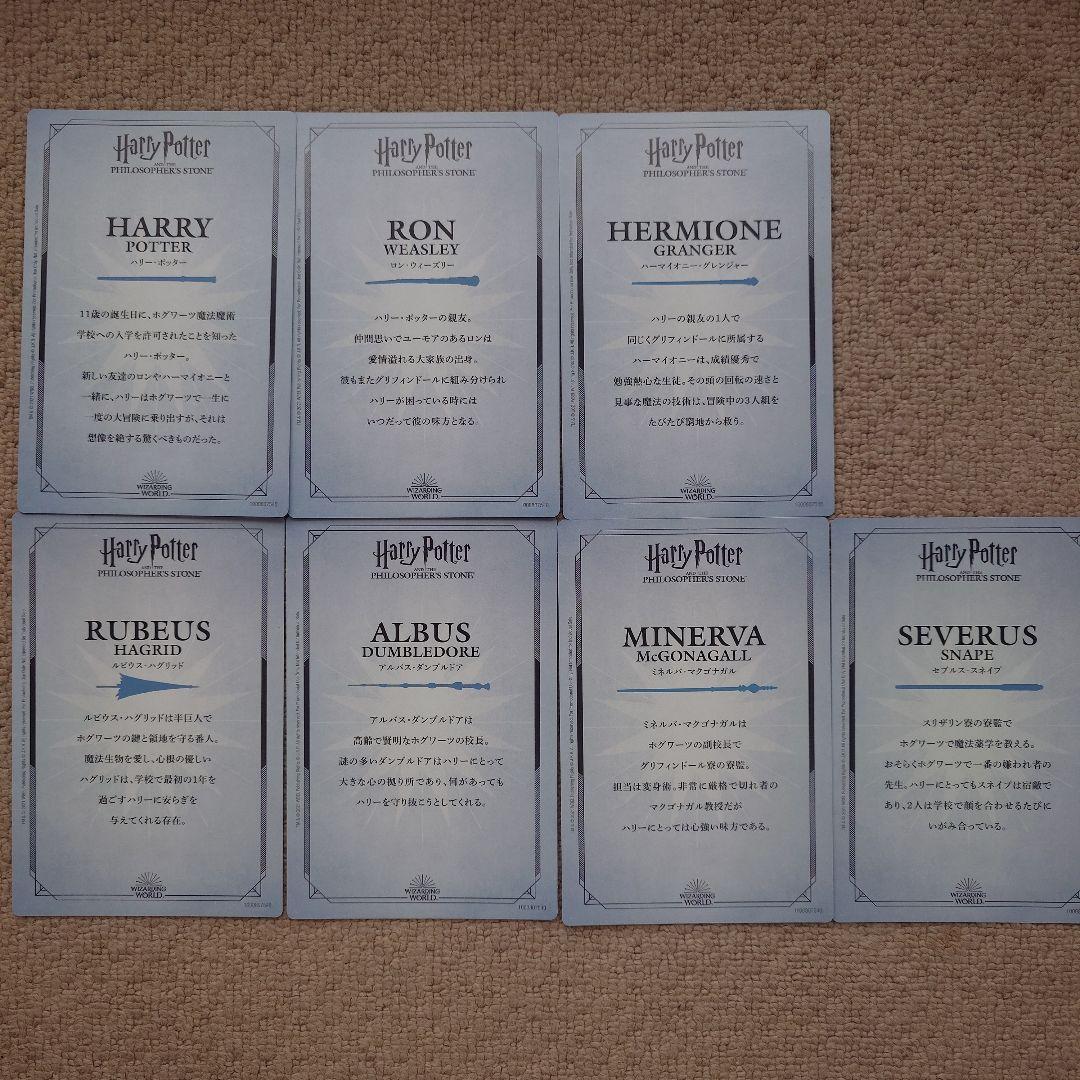 Harry Potter
AND THE
PHILOSOPHER'S STONE
HARRY
POTTER
ハリー・ポッター
11歳の誕生日に、ホグワーツ魔法魔術
学校への入学を許可されたことを知った
ハリー・ポッター。
新しい友達のロンやハーマイオニーと
一緒に、ハリーはホグワーツで一生に
一度の大冒険に乗り出すが、それは
想像を絶する驚くべきものだった。
WIZARDING
WORLD
Harry Potter
AND THE
PHILOSOPHER'S STONE
RON
WEASLEY
ロン・ウィーズリー
ハリー・ポッターの親友。
仲間思いでユーモアのあるロンは
愛情溢れる大家族の出身。
彼もまたグリフィンドールに組み分けられ
ハリーが困っている時には
いつだって彼の味方となる。
WIZARDING
WORLD
Harry Potter
AND THE
PHILOSOPHER'S STONE
HERMIONE
GRANGER
ハーマイオニー・グレンジャー
ハリーの親友の1人で
同じくグリフィンドールに所属する
ハーマイオニーは、成績優秀で
勉強熱心な生徒。その頭の回転の速さと
見事な魔法の技術は、冒険中の3人組を
たびたび窮地から救う。
WIZARDING
WORLD
Harry Potter
AND THE
PHILOSOPHER'S STONE
RUBEUS
HAGRID
ルビウス・ハグリッド
ルビウス・ハグリッドは半巨人で
ホグワーツの鍵と領地を守る番人。
魔法生物を愛し、心根の優しい
ハグリッドは、学校で最初の1年を
過ごすハリーに安らぎを
与えてくれる存在。
WIZARDING
WORLD
Harry Potter
AND THE
PHILOSOPHER'S STONE
ALBUS
DUMBLEDORE
アルバス・ダンブルドア
アルバス・ダンブルドアは
高齢で賢明なホグワーツの校長。
謎の多いダンブルドアはハリーにとって
大きな心の拠り所であり、何があっても
ハリーを守り抜こうとしてくれる。
WIZARDING
WORLD
Harry Potter
AND THE
PHILOSOPHER'S STONE
MINERVA
McGONAGALL
ミネルバ・マクゴナガル
ミネルバ・マクゴナガルは
ホグワーツの副校長で
グリフィンドール寮の寮監。
担当は変身術。非常に厳格で切れ者の
マクゴナガル教授だが
ハリーにとっては心強い味方である。
WIZARDING
WORLD
Harry Potter
AND THE
PHILOSOPHER'S STONE
SEVERUS
SNAPE
セブルス・スネイプ
スリザリン寮の寮監で
ホグワーツで魔法薬学を教える。
おそらくホグワーツで一番の嫌われ者の
先生。ハリーにとってもスネイプは宿敵で
あり、2人は学校で顔を合わせるたびに
いがみ合っている。
WIZARDING
WORLD